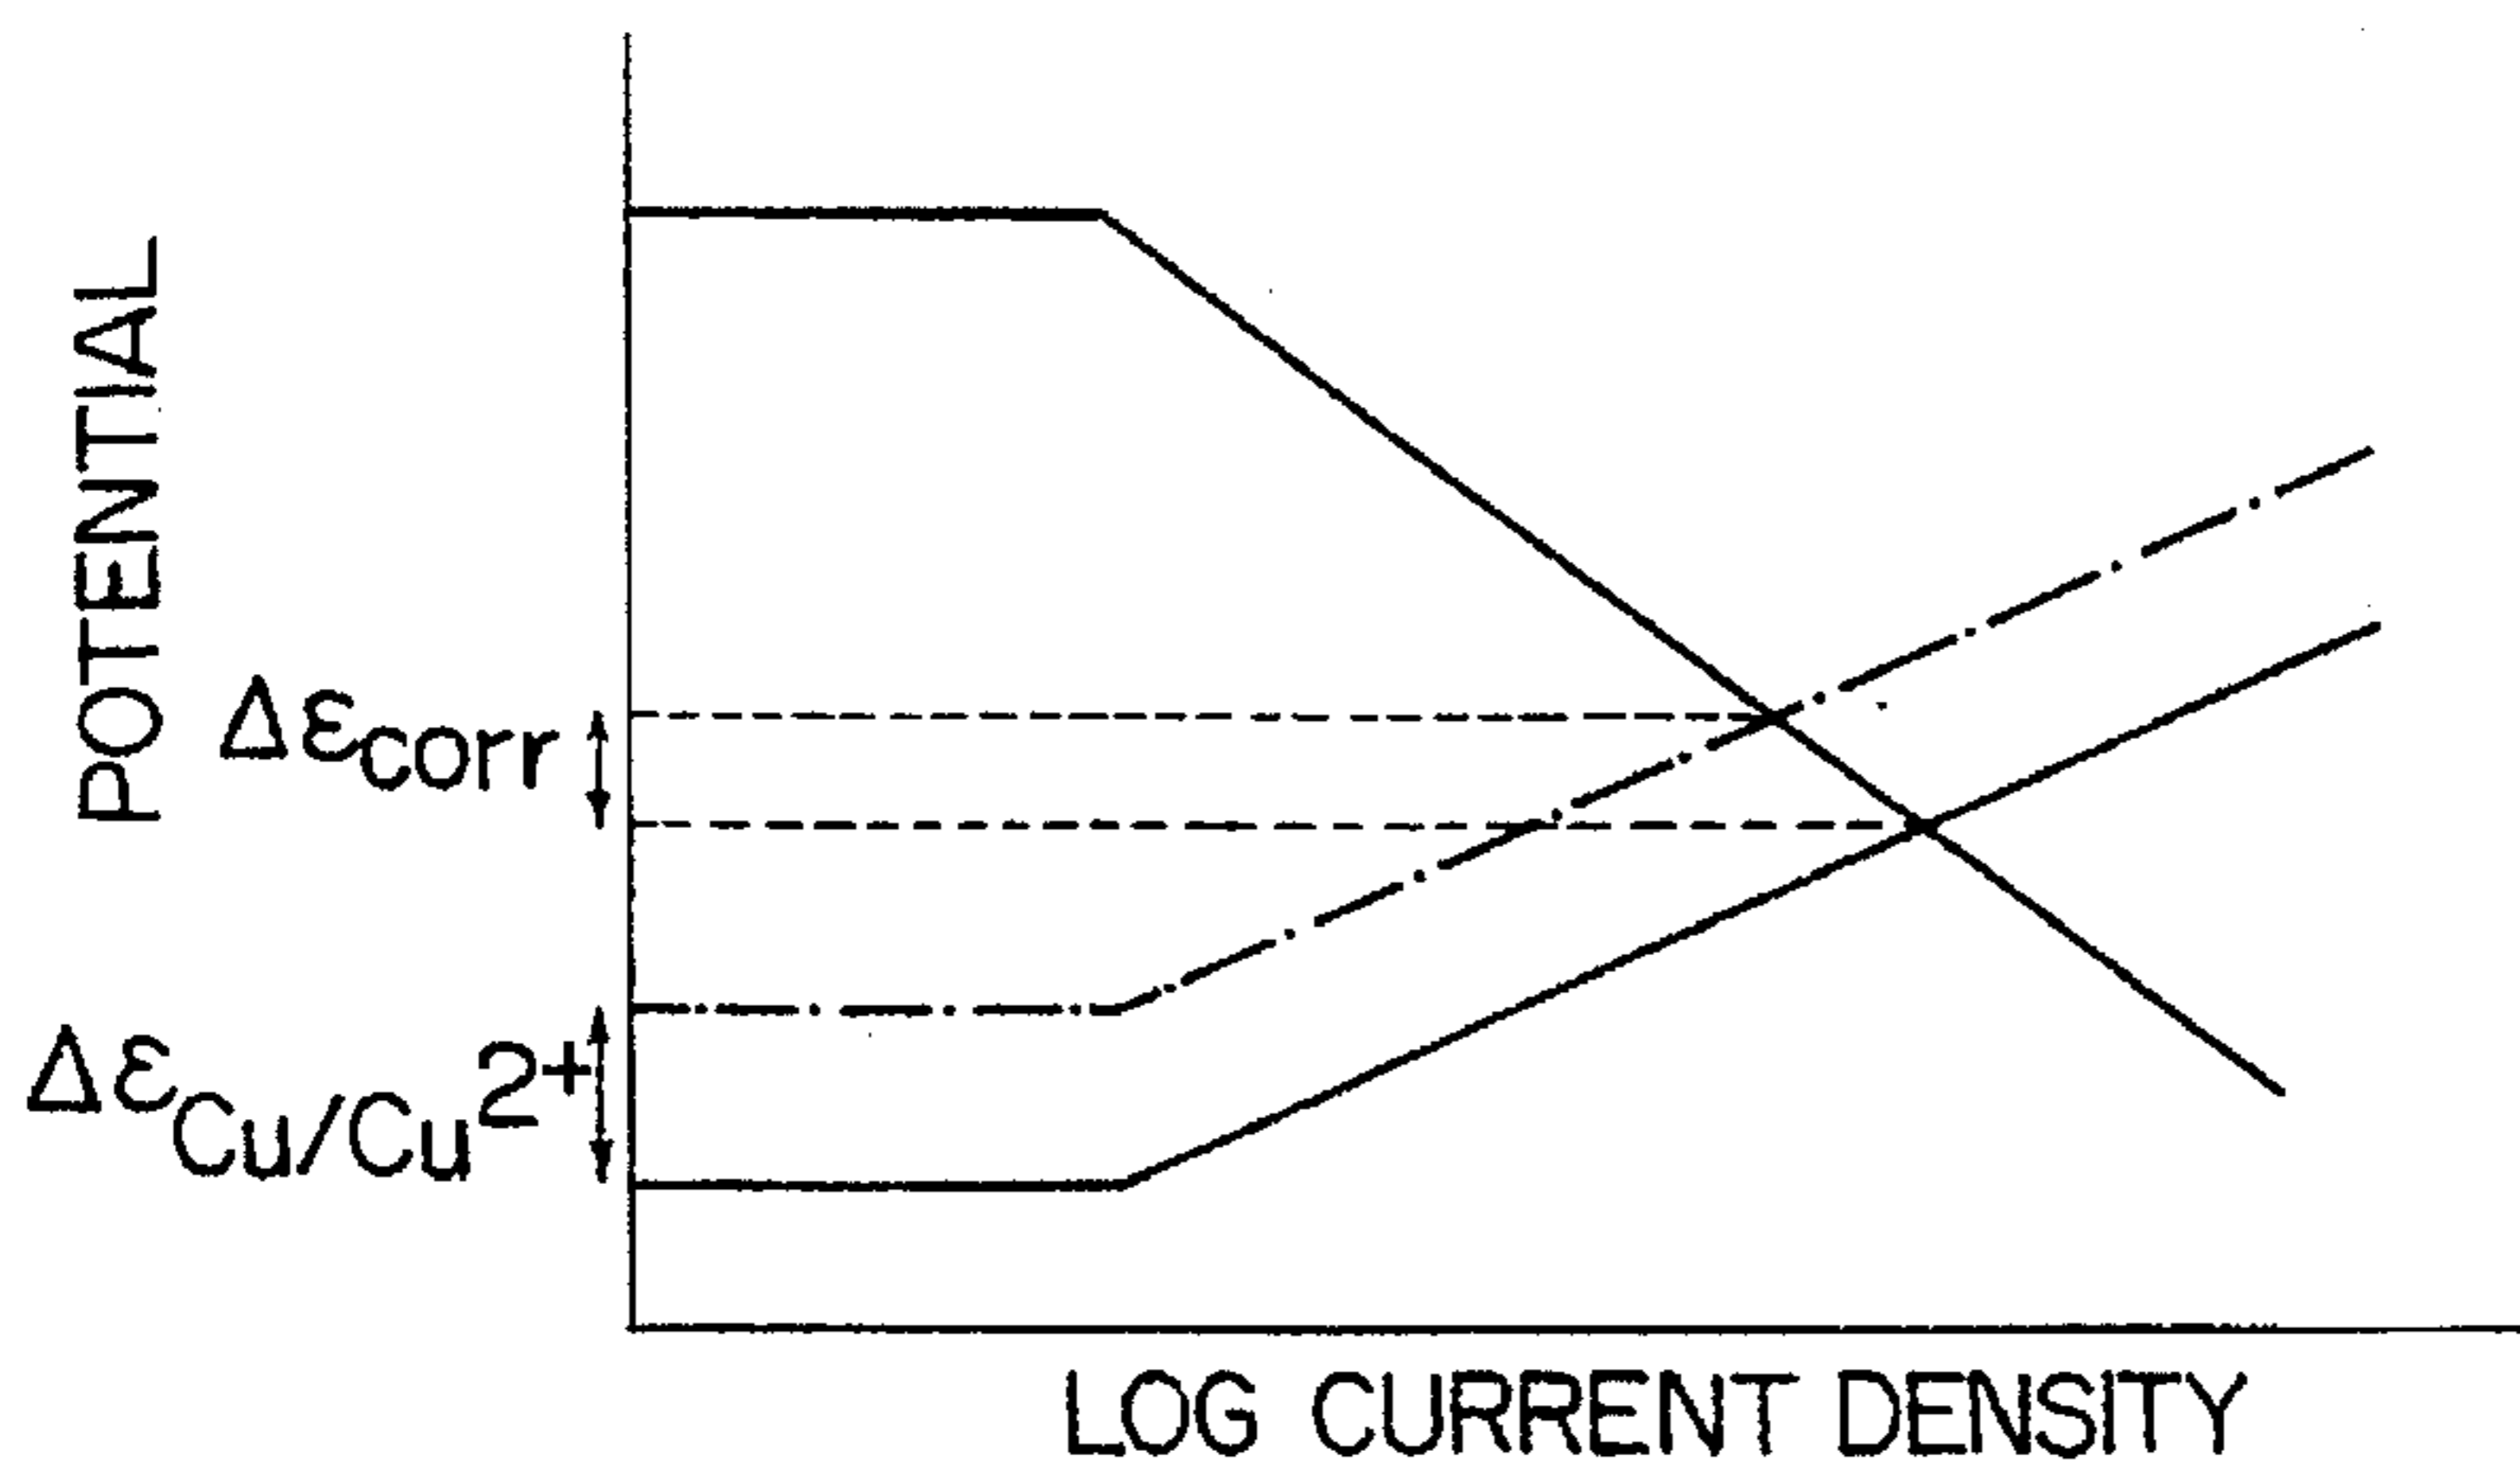 POTENTIAL
Δεcorr
ΔεCu/Cu2+
LOG CURRENT DENSITY